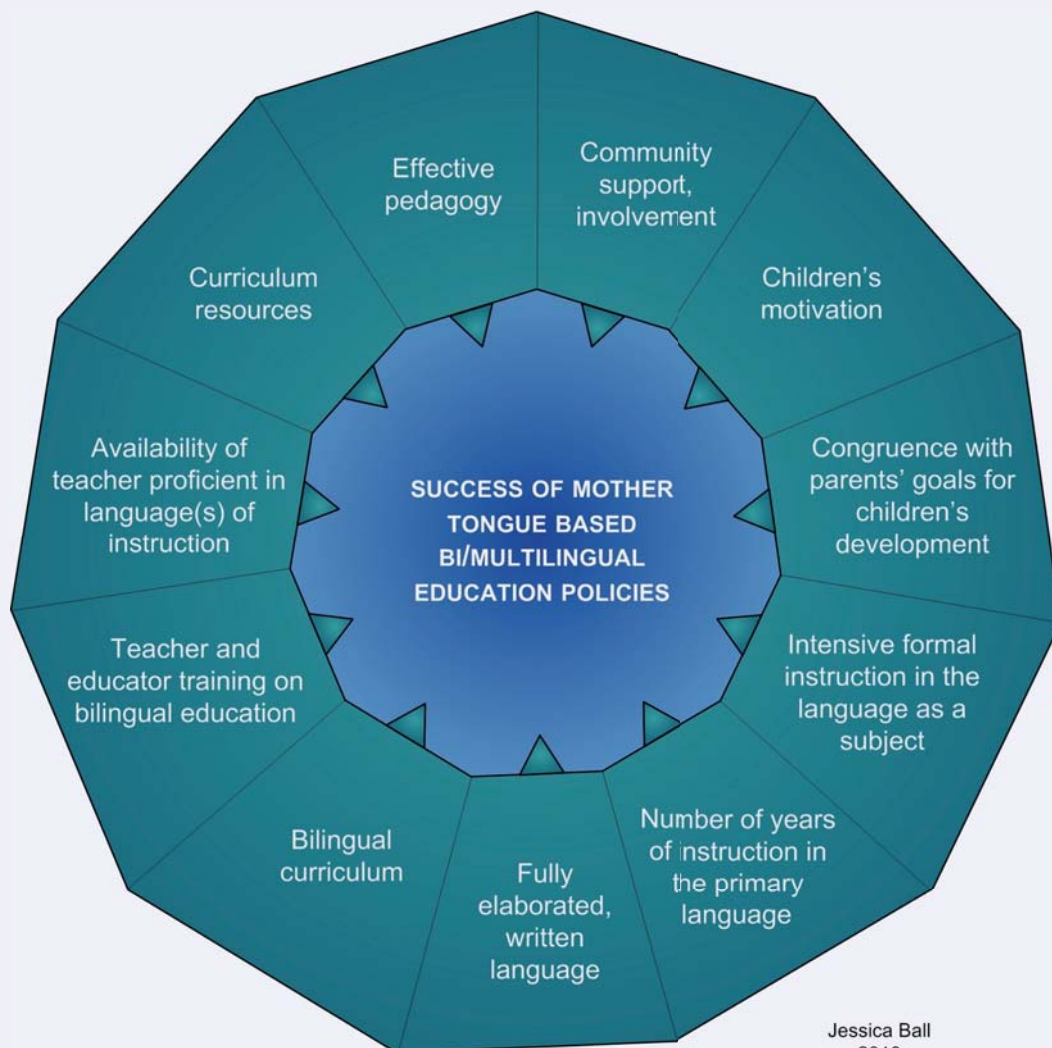 Effective
pedagogy
Community
support,
involvement
Children's
motivation
Congruence with
parents' goals for
children's
development
Intensive formal
instruction in the
language as a
subject
Number of years
of instruction in
the primary
language
Fully
elaborated,
written
language
Bilingual
curriculum
Teacher and
educator training on
bilingual education
Availability of
teacher proficient in
language(s) of
instruction
Curriculum
resources
SUCCESS OF MOTHER
TONGUE BASED
BI/MULTILINGUAL
EDUCATION POLICIES
Jessica Ball